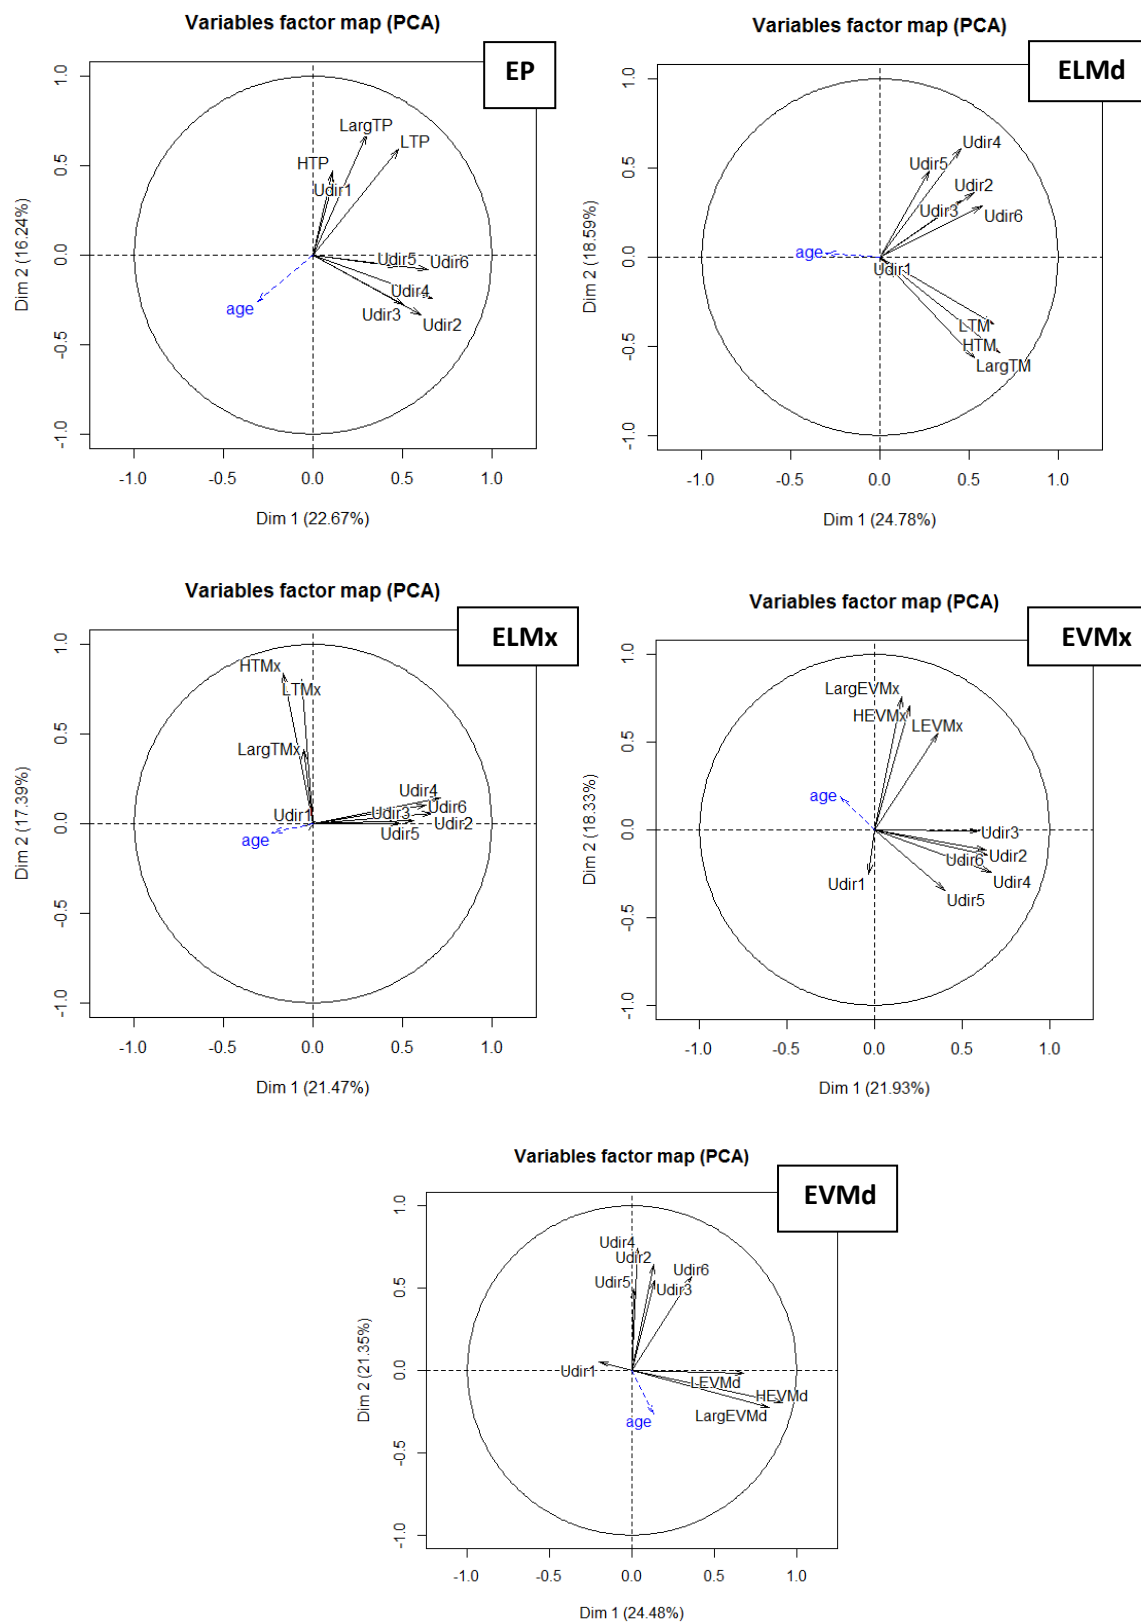 Variables factor map (PCA)
EP
Dim 2 (16.24%)
1.0
0.5
0.0
-0.5
-1.0
LargTP
LTP
HTP
Udir1
Udir5
Udir6
Udir4
age
Udir3
Udir2
-1.0 -0.5 0.0 0.5 1.0
Dim 1 (22.67%)
Variables factor map (PCA)
ELMd
Dim 2 (18.59%)
1.0
0.5
0.0
-0.5
-1.0
Udir4
Udir5
Udir2
Udir3
Udir6
age
Udir1
LTM
HTM
LargTM
-1.0 -0.5 0.0 0.5 1.0
Dim 1 (24.78%)
Variables factor map (PCA)
ELMx
Dim 2 (17.39%)
1.0
0.5
0.0
-0.5
-1.0
HTMx
LTMx
LargTMx
Udir4
Udir1
Udir3
Udir6
age
Udir5
Udir2
-1.0 -0.5 0.0 0.5 1.0
Dim 1 (21.47%)
Variables factor map (PCA)
EVMx
Dim 2 (18.33%)
1.0
0.5
0.0
-0.5
-1.0
LargEVMx
HEVMx
LEVMx
age
Udir3
Udir6
Udir2
Udir1
Udir4
Udir5
-1.0 -0.5 0.0 0.5 1.0
Dim 1 (21.93%)
Variables factor map (PCA)
EVMd
Dim 2 (21.35%)
1.0
0.5
0.0
-0.5
-1.0
Udir4
Udir2
Udir6
Udir5
Udir3
Udir1
LEVMd
HEVMd
LargEVMd
age
-1.0 -0.5 0.0 0.5 1.0
Dim 1 (24.48%)